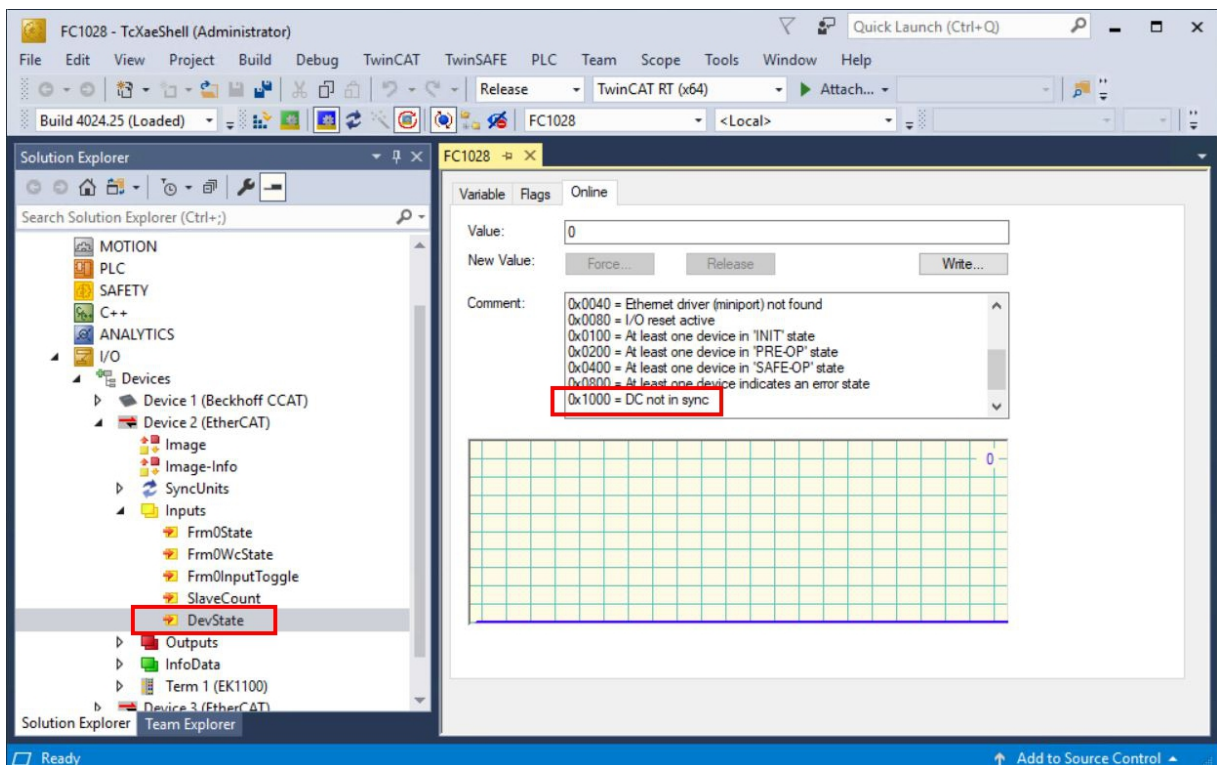 FC1028 - TcXaeShell (Administrator)
Quick Launch (Ctrl+Q)
File Edit View Project Build Debug TwinCAT TwinSAFE PLC Team Scope Tools Window Help
Release TwinCAT RT (x64) Attach...
Build 4024.25 (Loaded) FC1028 <Local>
Solution Explorer
Search Solution Explorer (Ctrl+;)
MOTION
PLC
SAFETY
C++
ANALYTICS
I/O
Devices
Device 1 (Beckhoff CCAT)
Device 2 (EtherCAT)
Image
Image-Info
SyncUnits
Inputs
Frm0State
Frm0WcState
Frm0InputToggle
SlaveCount
DevState
Outputs
InfoData
Term 1 (EK1100)
Device 3 (EtherCAT)
Solution Explorer Team Explorer
FC1028
Variable Flags Online
Value: 0
New Value: Force... Release Write...
Comment:
0x0040 = Ethernet driver (miniport) not found
0x0080 = I/O reset active
0x0100 = At least one device in 'INIT' state
0x0200 = At least one device in 'PRE-OP' state
0x0400 = At least one device in 'SAFE-OP' state
0x0800 = At least one device indicates an error state
0x1000 = DC not in sync
0
Ready Add to Source Control